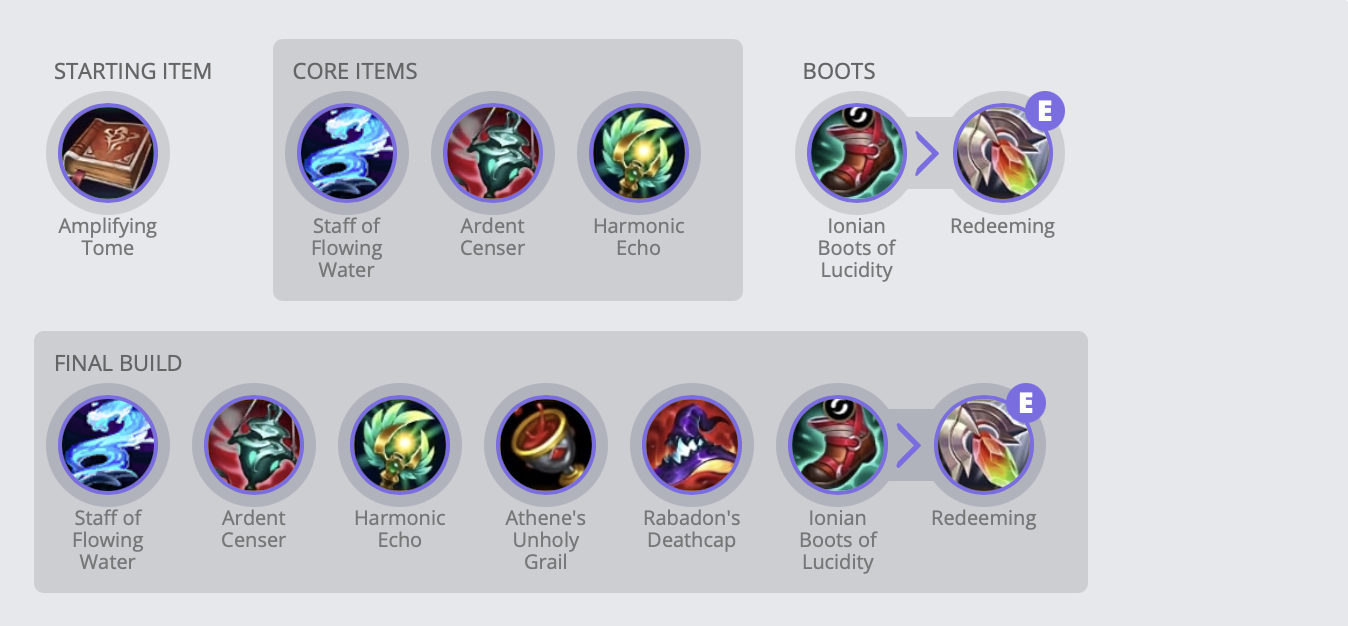 STARTING ITEM
Amplifying
Tome
CORE ITEMS
Staff of
Flowing
Water
Ardent
Censer
Harmonic
Echo
BOOTS
E
Ionian
Boots of
Lucidity
Redeeming
FINAL BUILD
Staff of
Flowing
Water
Ardent
Censer
Harmonic
Echo
Athene's
Unholy
Grail
Rabadon's
Deathcap
Ionian
Boots of
Lucidity
E
Redeeming